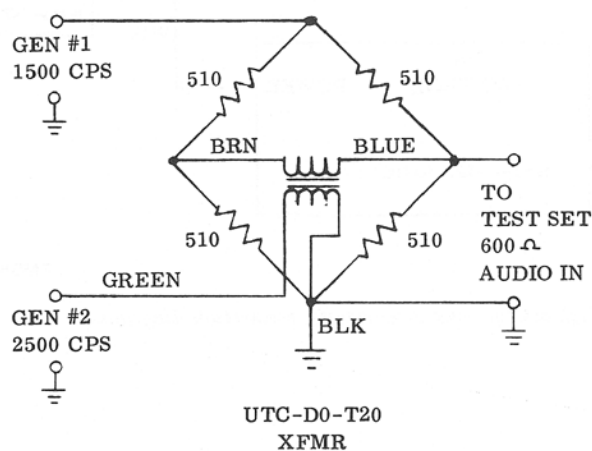 GEN #1
1500 CPS
510
510
BRN
BLUE
510
510
TO
TEST SET
600 Ω
AUDIO IN
GREEN
GEN #2
2500 CPS
BLK
UTC-D0-T20
XFMR